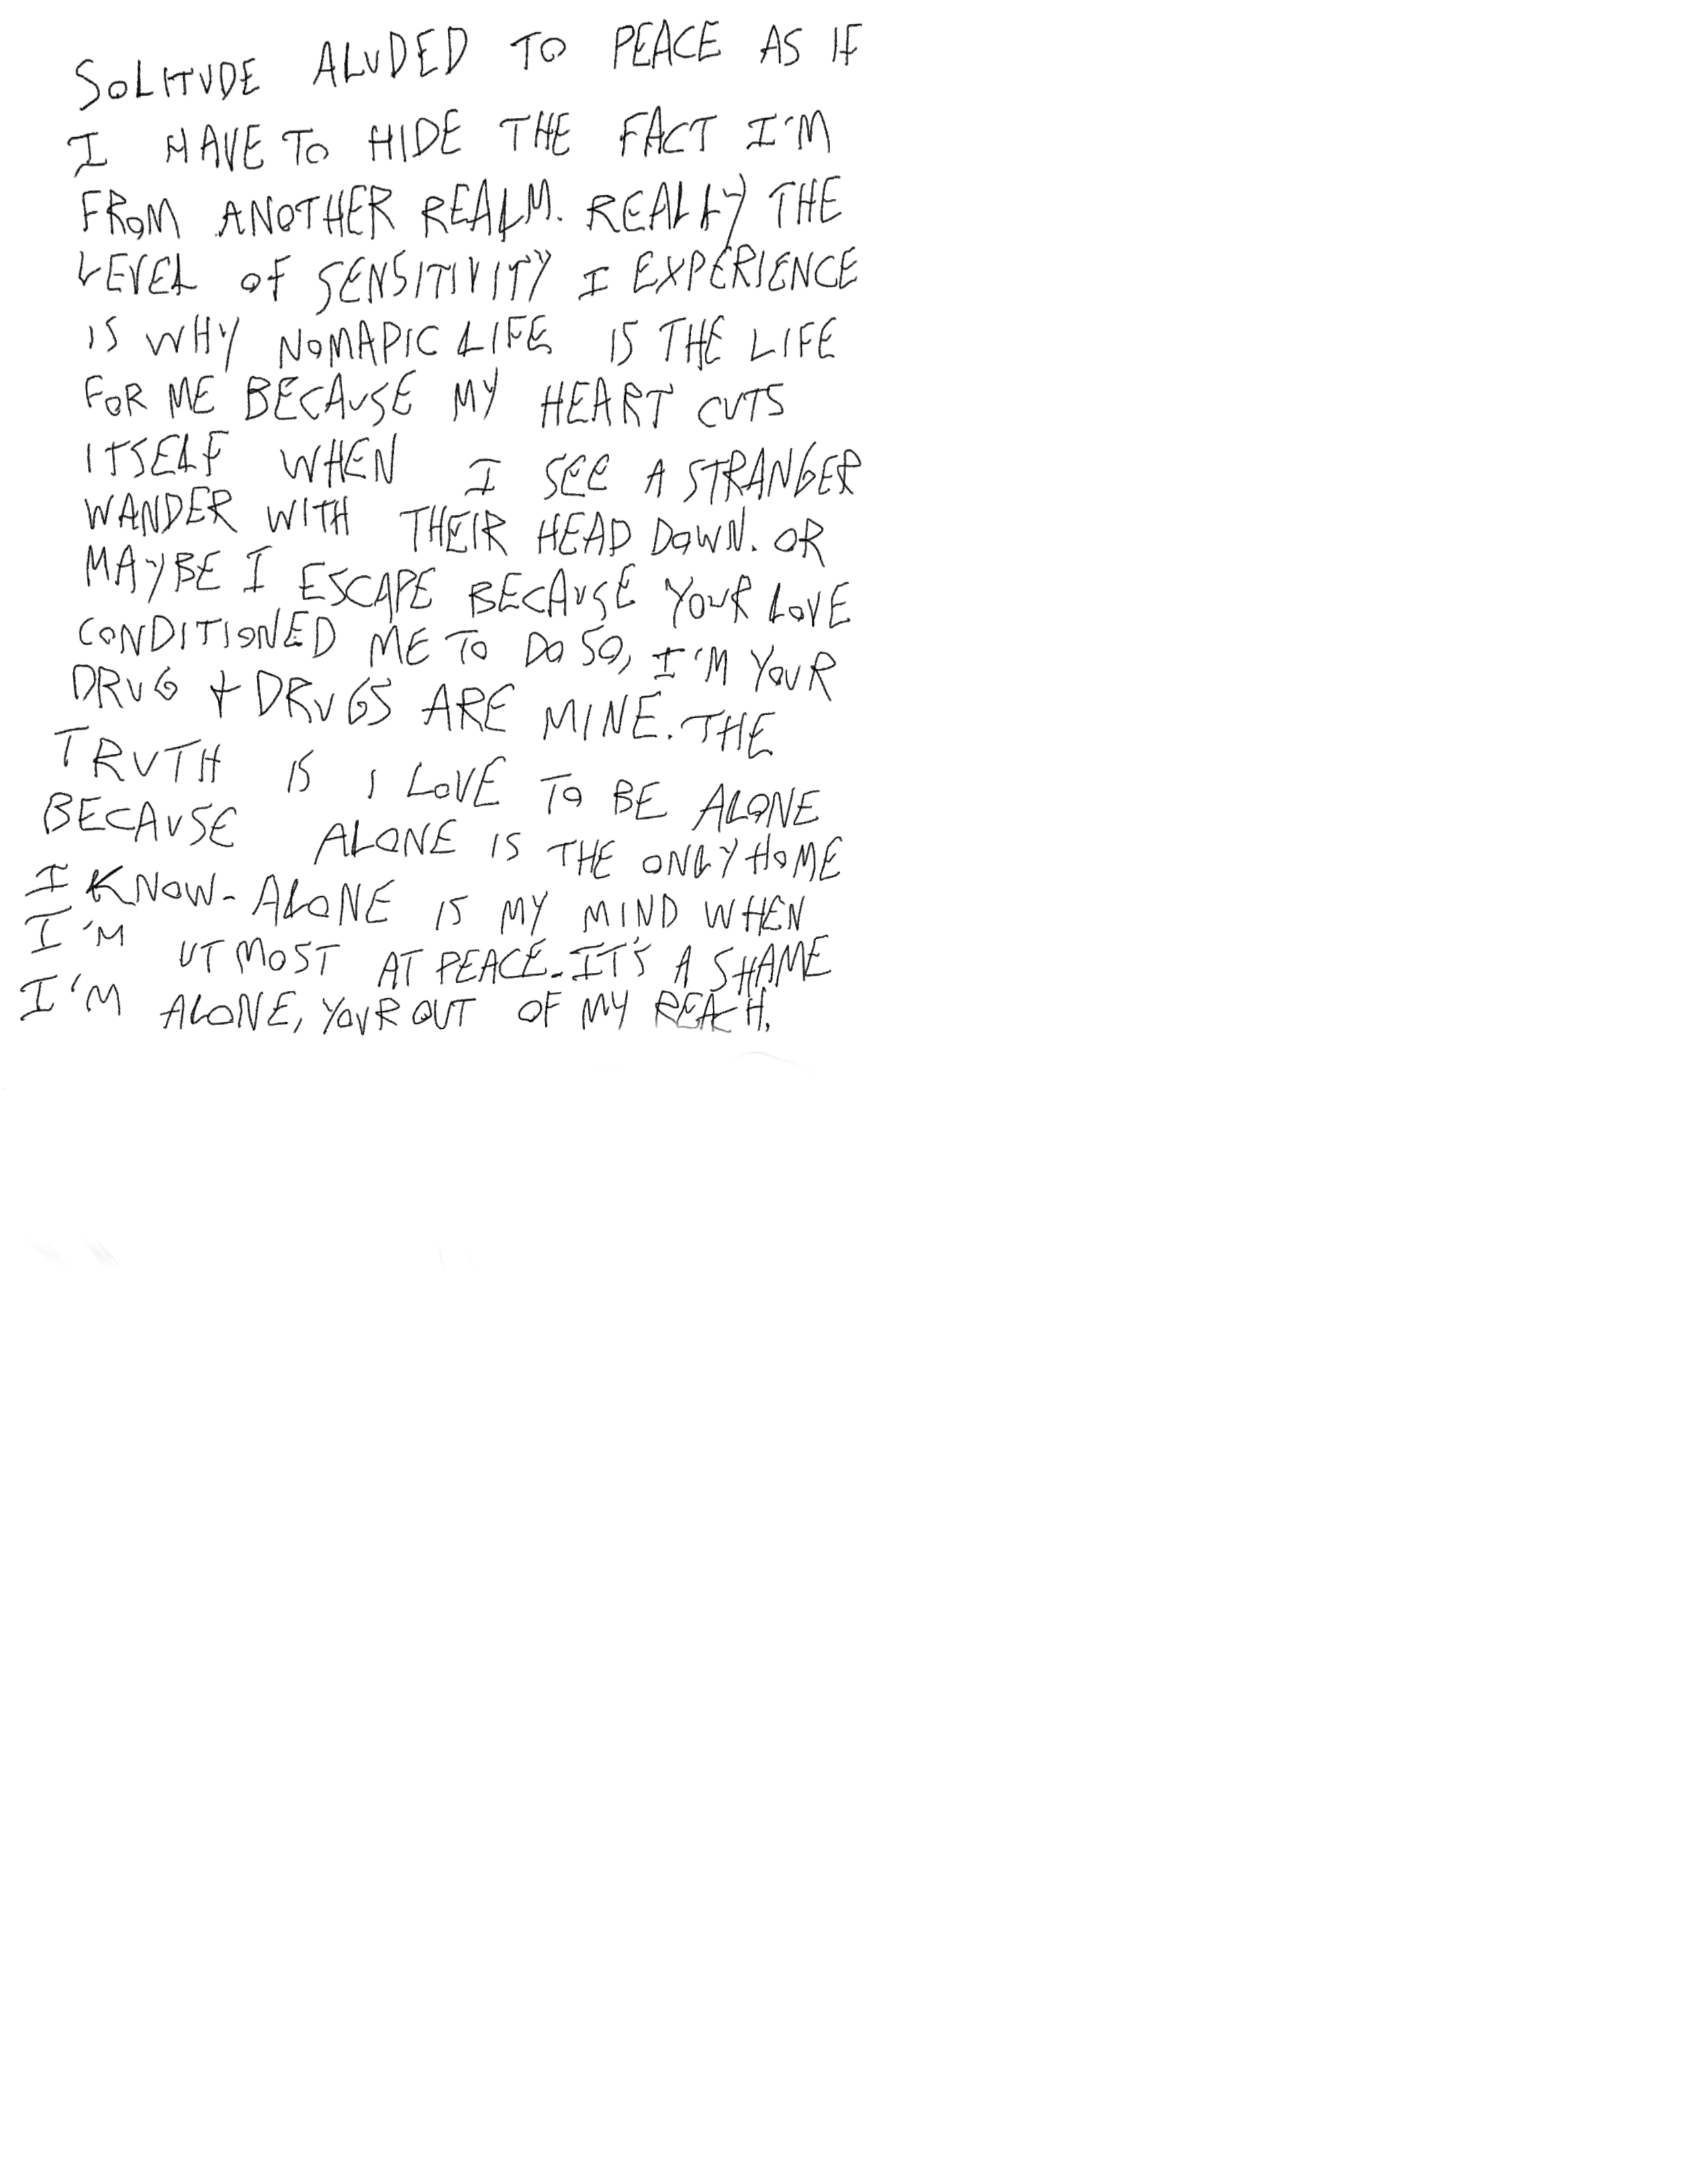 SOLITUDE ALUDED TO PEACE AS IF
I HAVE TO HIDE THE FACT I'M
FROM ANOTHER REALM. REALLY THE
LEVEL OF SENSITIVITY I EXPERIENCE
IS WHY NOMADIC LIFE IS THE LIFE
FOR ME BECAUSE MY HEART CUTS
ITSELF WHEN I SEE A STRANGER
WANDER WITH THEIR HEAD DOWN. OR
MAYBE I ESCAPE BECAUSE YOUR LOVE
CONDITIONED ME TO DO SO, I'M YOUR
DRUG + DRUGS ARE MINE. THE
TRUTH IS I LOVE TO BE ALONE
BECAUSE ALONE IS THE ONLY HOME
I KNOW- ALONE IS MY MIND WHEN
I'M UTMOST AT PEACE-IT'S A SHAME
I'M ALONE, YOUR OUT OF MY REACH.